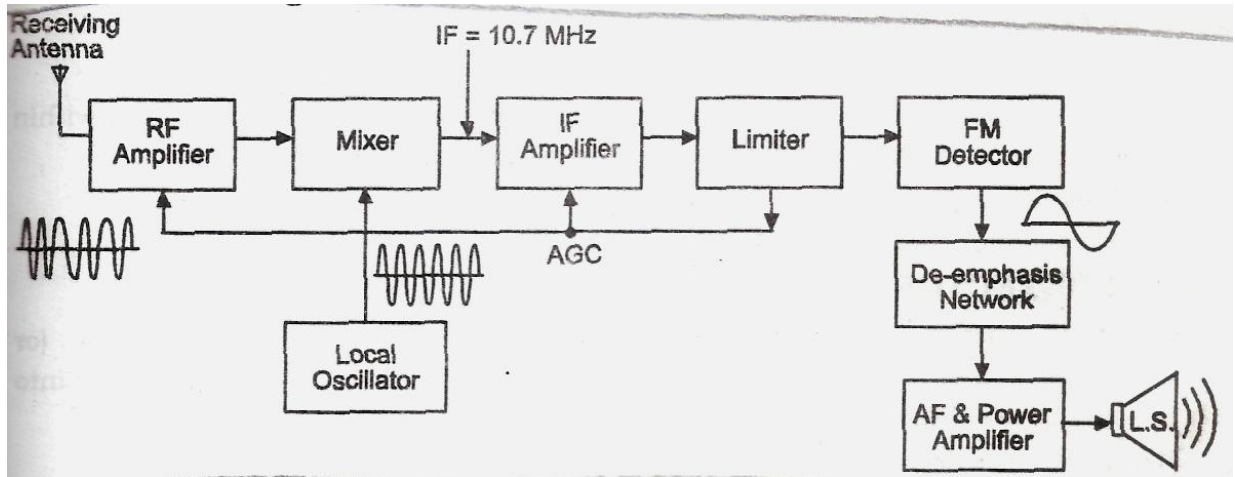 Receiving
Antenna
IF = 10.7 MHz
RF
Amplifier
Mixer
IF
Amplifier
Limiter
FM
Detector
AGC
De-emphasis
Network
Local
Oscillator
AF & Power
Amplifier
L.S.